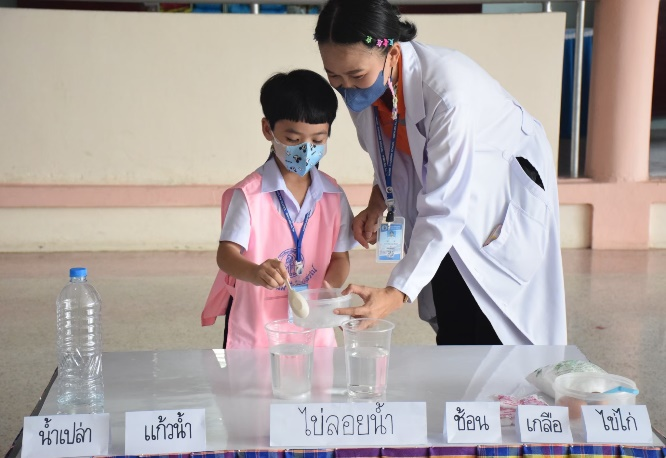 น้ำเปล่า
แก้วน้ำ
ไข่ลอยน้ำ
ช้อน
เกลือ
ไข่ไก่